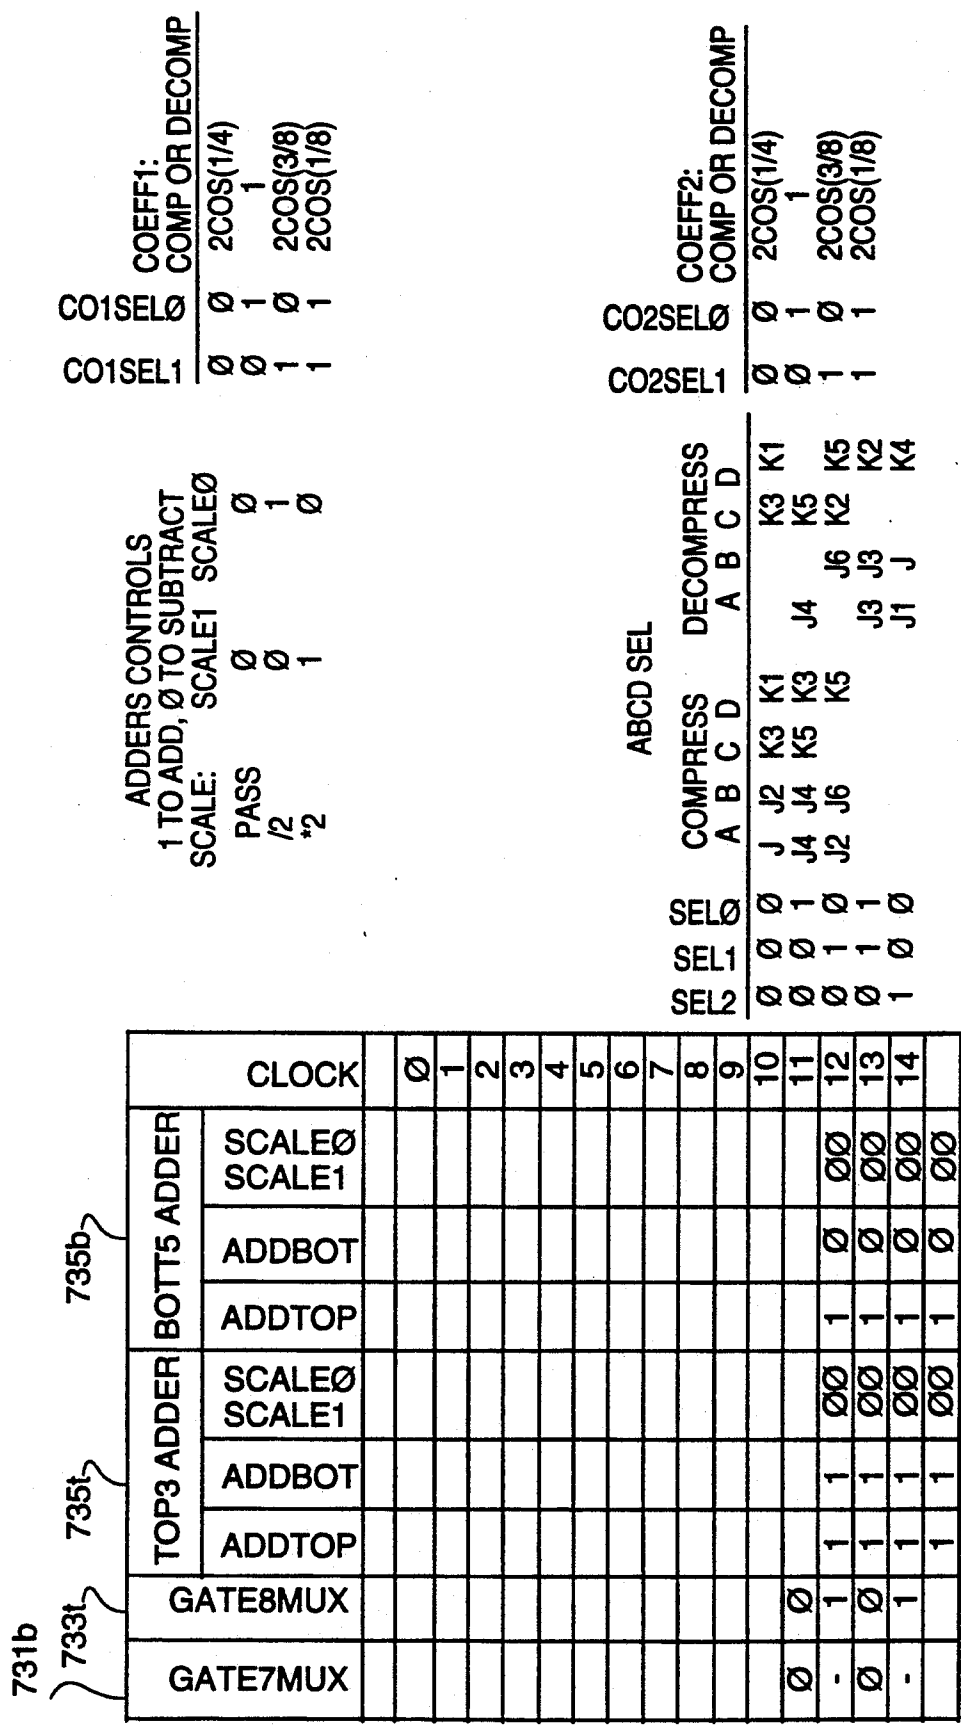 731b
733t
735t
735b
GATE7MUX
GATE8MUX
TOP3 ADDER
ADDTOP
ADDBOT
SCALEØ
SCALE1
BOTT5 ADDER
ADDTOP
ADDBOT
SCALEØ
SCALE1
CLOCK
Ø
1
2
3
4
5
6
7
8
9
10
Ø Ø 11
- 1 1 1 ØØ 1 Ø ØØ 12
Ø Ø 1 1 ØØ 1 Ø ØØ 13
- 1 1 1 ØØ 1 Ø ØØ 14
1 1 ØØ 1 Ø ØØ
ADDERS CONTROLS
1 TO ADD, Ø TO SUBTRACT
SCALE: SCALE1 SCALEØ
PASS Ø Ø
/2 Ø 1
*2 1 Ø
COEFF1:
CO1SEL1 CO1SELØ COMP OR DECOMP
Ø Ø 2COS(1/4)
Ø 1 1
1 Ø 2COS(3/8)
1 1 2COS(1/8)
ABCD SEL
COMPRESS DECOMPRESS
SEL2 SEL1 SELØ A B C D A B C D
Ø Ø Ø J J2 K3 K1 K3 K1
Ø Ø 1 J4 J4 K5 K3 J4 K5
Ø 1 Ø J2 J6 K5 J6 K2 K5
Ø 1 1 J3 J3 K2
1 Ø Ø J1 J K4
COEFF2:
CO2SEL1 CO2SELØ COMP OR DECOMP
Ø Ø 2COS(1/4)
Ø 1 1
1 Ø 2COS(3/8)
1 1 2COS(1/8)